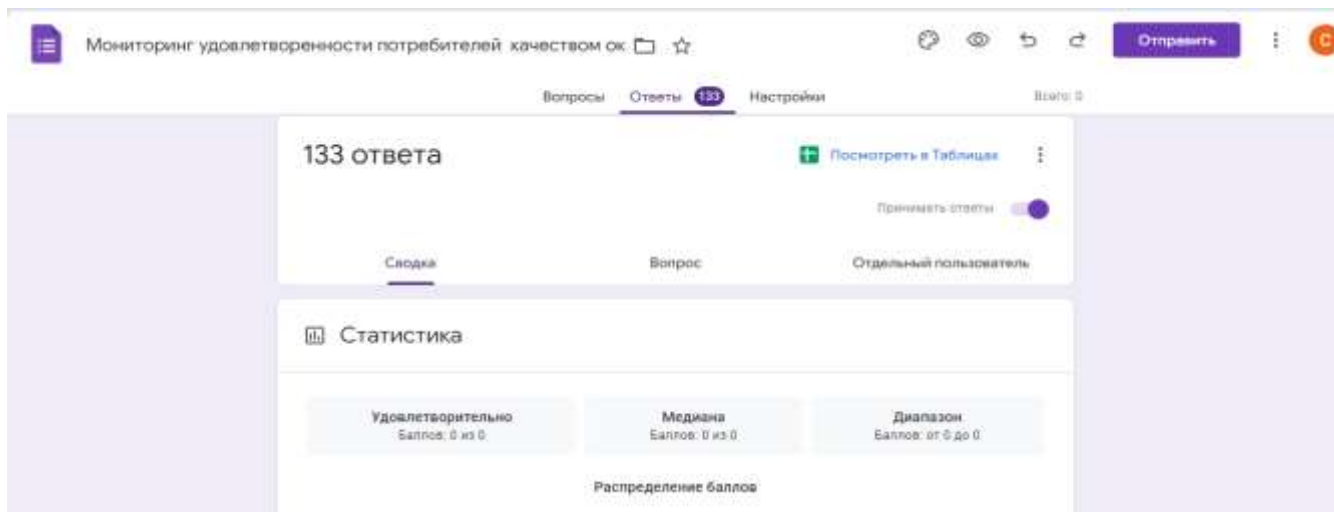 Мониторинг удовлетворенности потребителей качеством ок
Отправить
С
Вопросы Ответы 133 Настройки Всего: 0
133 ответа
Посмотреть в Таблицах
Принимать ответы
Сводка Вопрос Отдельный пользователь
Статистика
Удовлетворительно Медиана Диапазон
Баллов: 0 из 0 Баллов: 0 из 0 Баллов: от 0 до 0
Распределение баллов